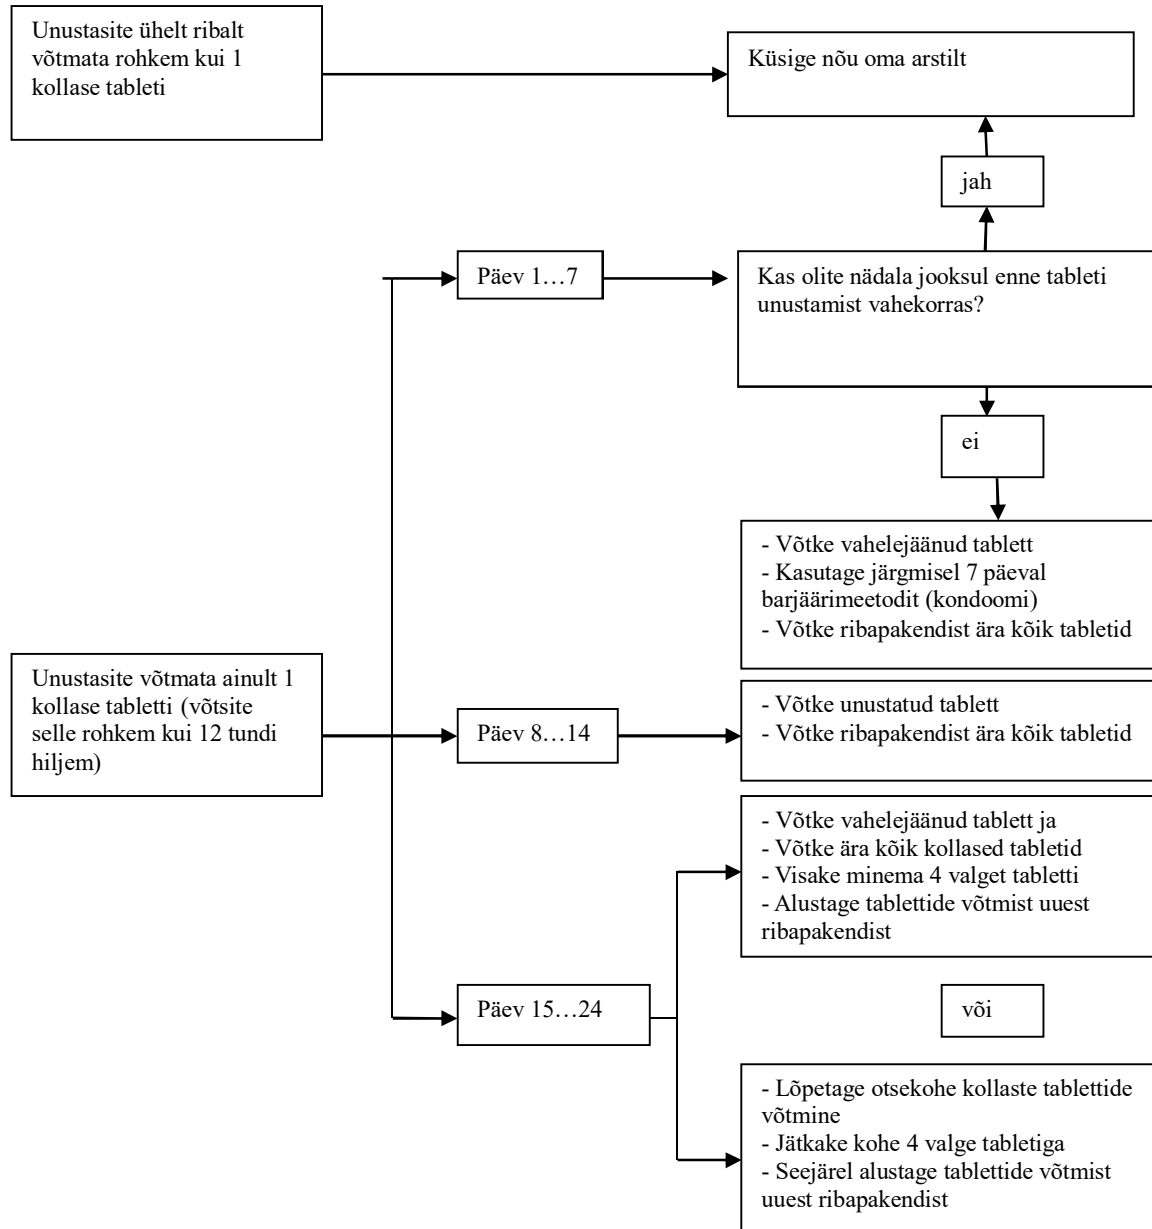 Unustasite ühelt ribalt
võtmata rohkem kui 1
kollase tableti
Küsige nõu oma arstilt
jah
Päev 1…7
Kas olite nädala jooksul enne tableti
unustamist vahekorras?
ei
- Võtke vahelejäänud tablett
- Kasutage järgmisel 7 päeval
barjäärimeetodit (kondoomi)
- Võtke ribapakendist ära kõik tabletid
Unustasite võtmata ainult 1
kollase tabletti (võtsite
selle rohkem kui 12 tundi
hiljem)
Päev 8…14
- Võtke unustatud tablett
- Võtke ribapakendist ära kõik tabletid
- Võtke vahelejäänud tablett ja
- Võtke ära kõik kollased tabletid
- Visake minema 4 valget tabletti
- Alustage tablettide võtmist uuest
ribapakendist
Päev 15…24
või
- Lõpetage otsekohe kollaste tablettide
võtmine
- Jätkake kohe 4 valge tabletiga
- Seejärel alustage tablettide võtmist
uuest ribapakendist